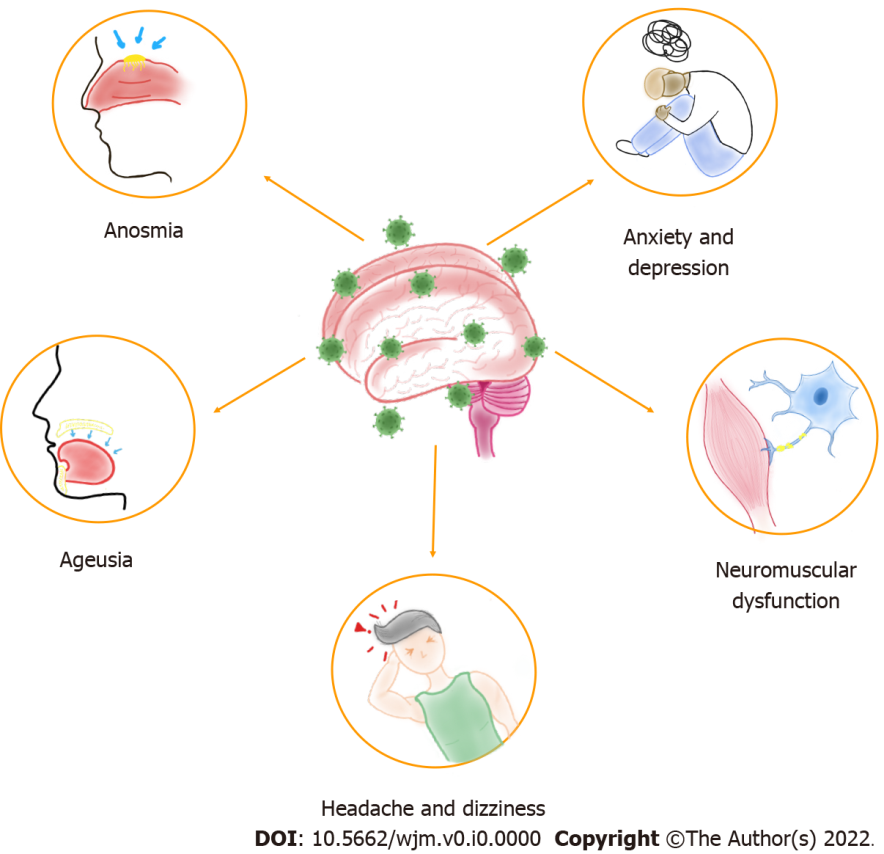 Anosmia
Anxiety and
depression
Ageusia
Neuromuscular
dysfunction
Headache and dizziness
DOI: 10.5662/wjm.v0.i0.0000 Copyright ©The Author(s) 2022.